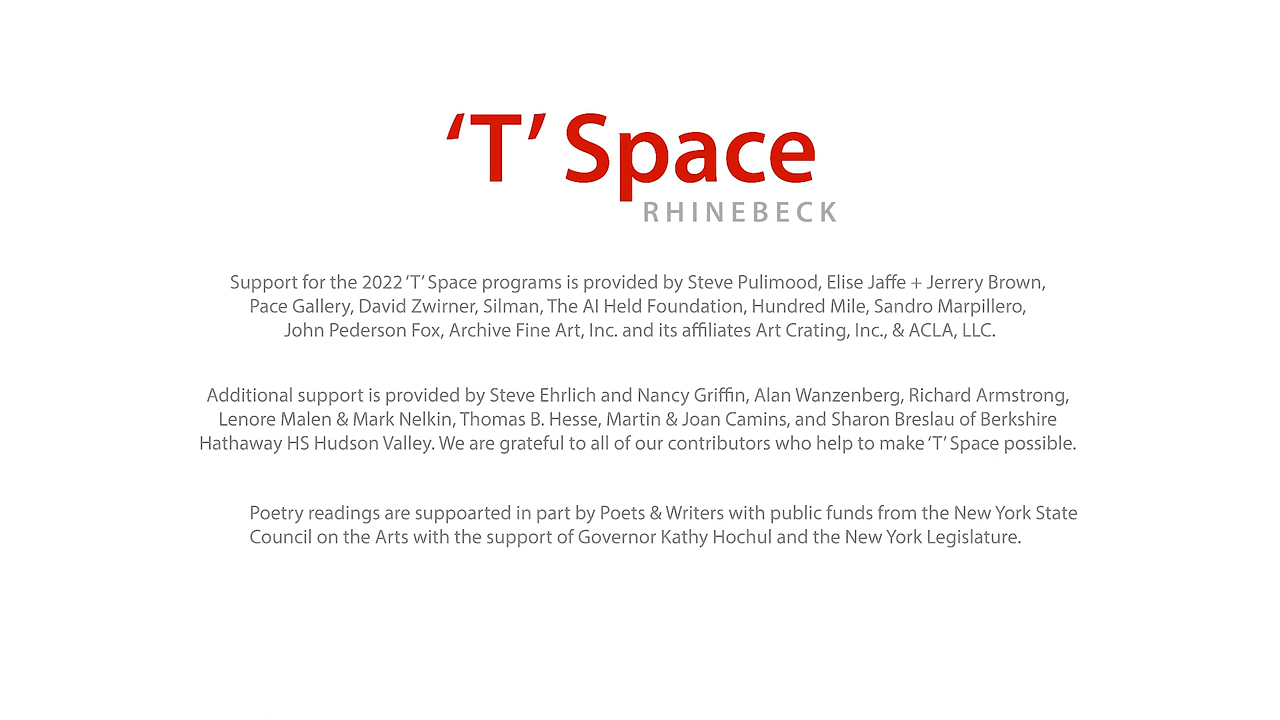 ‘T’ Space
RHINEBECK
Support for the 2022 ‘T’ Space programs is provided by Steve Pulimood, Elise Jaffe + Jerrery Brown,
Pace Gallery, David Zwirner, Silman, The AI Held Foundation, Hundred Mile, Sandro Marpillero,
John Pederson Fox, Archive Fine Art, Inc. and its affiliates Art Crating, Inc., & ACLA, LLC.
Additional support is provided by Steve Ehrlich and Nancy Griffin, Alan Wanzenberg, Richard Armstrong,
Lenore Malen & Mark Nelkin, Thomas B. Hesse, Martin & Joan Camins, and Sharon Breslau of Berkshire
Hathaway HS Hudson Valley. We are grateful to all of our contributors who help to make ‘T’ Space possible.
Poetry readings are suppoarted in part by Poets & Writers with public funds from the New York State
Council on the Arts with the support of Governor Kathy Hochul and the New York Legislature.